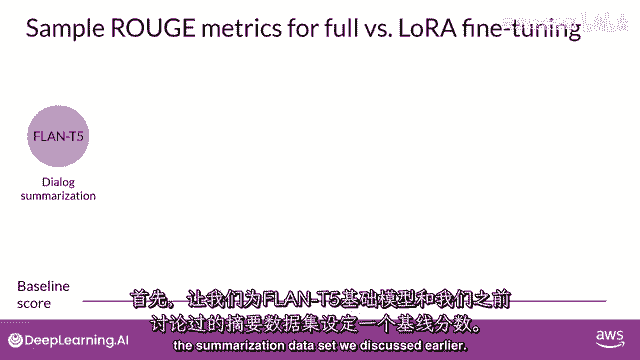 Sample ROUGE metrics for full vs. LoRA fine-tuning
FLAN-T5
Dialog
summarization
Baseline
score
首先，让我们为FLAN-T5基础模型和我们之前
讨论过的摘要数据集设定一个基线分数。
the summarization data set we discussed earlier.
DeepLearning.AI
aws